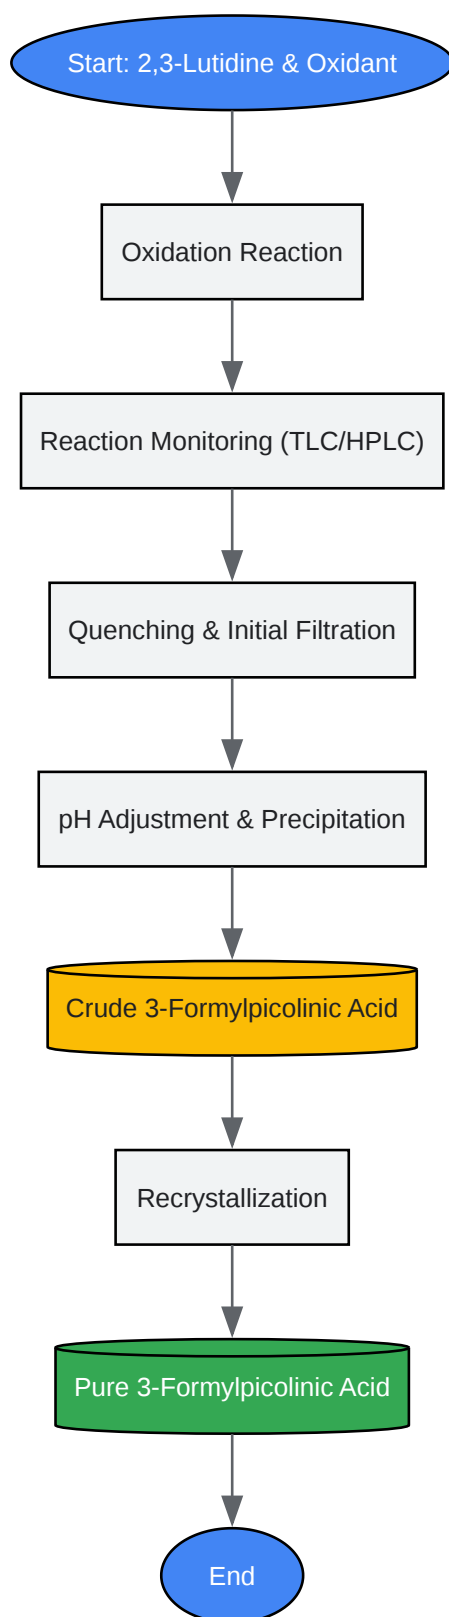 Start: 2,3-Lutidine & Oxidant
Oxidation Reaction
Reaction Monitoring (TLC/HPLC)
Quenching & Initial Filtration
pH Adjustment & Precipitation
Crude 3-Formylpicolinic Acid
Recrystallization
Pure 3-Formylpicolinic Acid
End